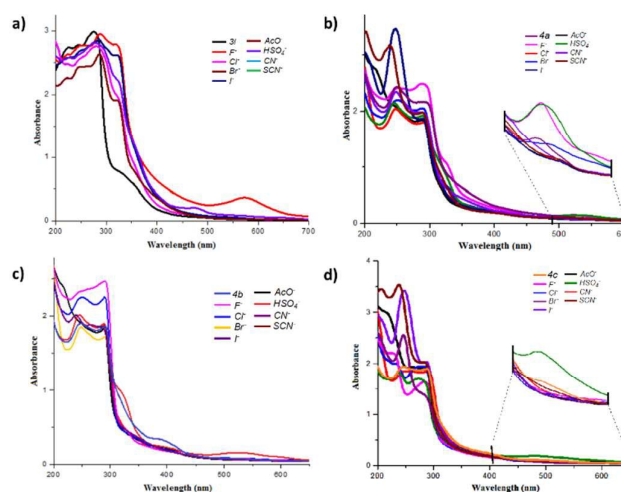 a)
3i
F⁻
Cl⁻
Br⁻
I⁻
AcO⁻
HSO₄⁻
CN⁻
SCN⁻
Absorbance
3
2
1
0
200 300 400 500 600 700
Wavelength (nm)
b)
4a
F⁻
Cl⁻
Br⁻
I⁻
AcO⁻
HSO₄⁻
CN⁻
SCN⁻
Absorbance
4
2
0
200 300 400 500
Wavelength (nm)
c)
4b
F⁻
Cl⁻
Br⁻
I⁻
AcO⁻
HSO₄⁻
CN⁻
SCN⁻
Absorbance
2
1
0
200 300 400 500 600
Wavelength (nm)
d)
4c
F⁻
Cl⁻
Br⁻
I⁻
AcO⁻
HSO₄⁻
CN⁻
SCN⁻
Absorbance
4
3
2
1
0
200 300 400 500 600
Wavelength (nm)